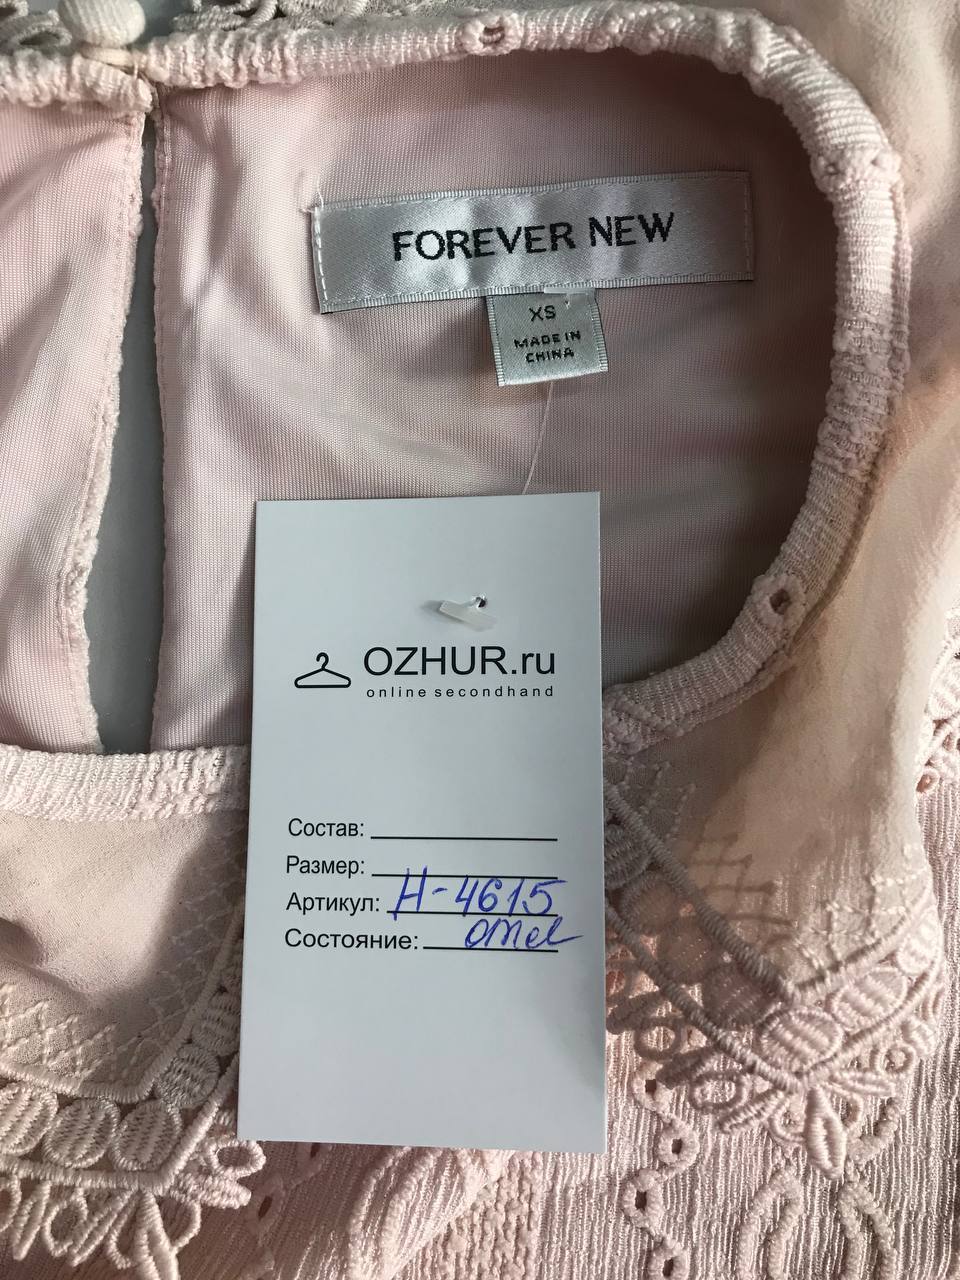 FOREVER NEW
XS
MADE IN
CHINA
OZHUR.ru
online secondhand
Состав:
Размер:
Артикул: Н-4615
Состояние: отл